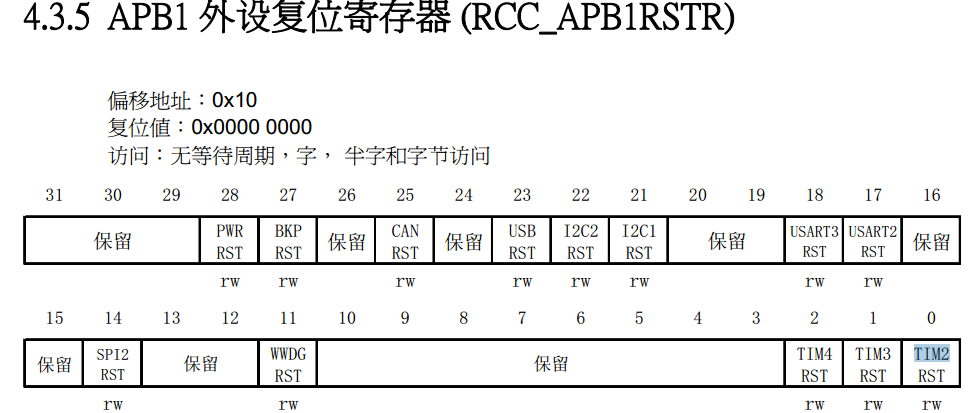 4.3.5 APB1 外设复位寄存器 (RCC_APB1RSTR)
偏移地址：0x10
复位値：0x0000 0000
访问：无等待周期，字， 半字和字节访问
31 30 29 28 27 26 25 24 23 22 21 20 19 18 17 16
保留 PWR RST BKP RST 保留 CAN RST 保留 USB RST I2C2 RST I2C1 RST 保留 USART3 RST USART2 RST 保留
rw rw rw rw rw rw rw rw
15 14 13 12 11 10 9 8 7 6 5 4 3 2 1 0
保留 SPI2 RST 保留 WWDG RST 保留 TIM4 RST TIM3 RST TIM2 RST
rw rw rw rw rw